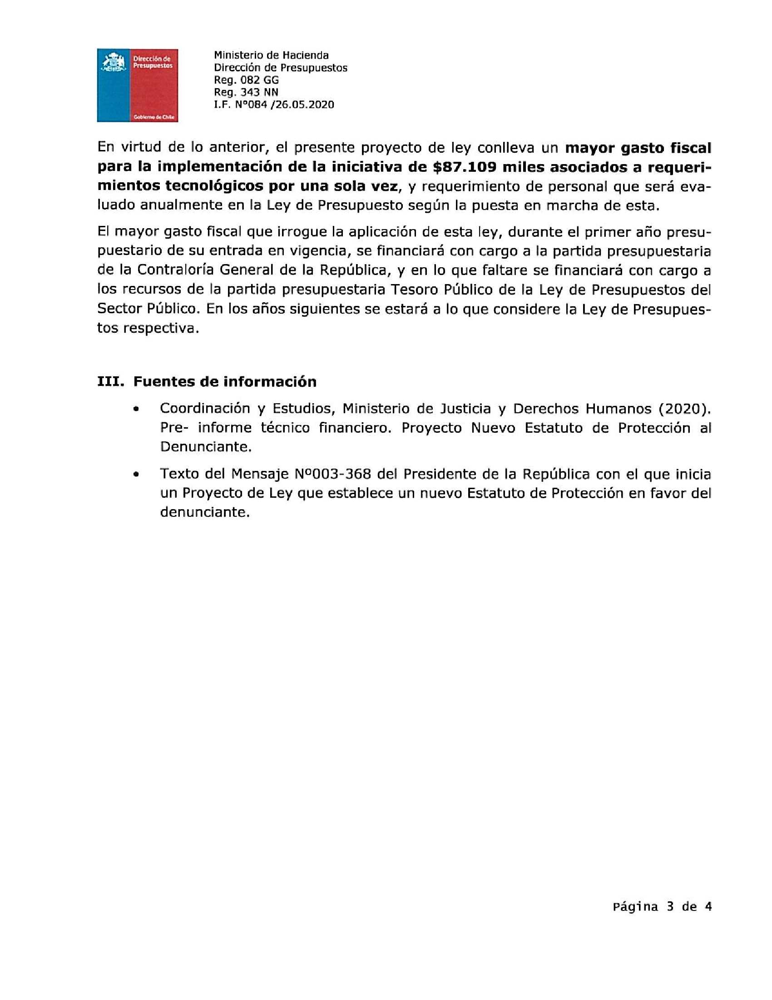 Dirección de
Presupuestos
Gobierno de Chile
Ministerio de Hacienda
Dirección de Presupuestos
Reg. 082 GG
Reg. 343 NN
I.F. Nº084 /26.05.2020
En virtud de lo anterior, el presente proyecto de ley conlleva un mayor gasto fiscal
para la implementación de la iniciativa de $87.109 miles asociados a requeri-
mientos tecnológicos por una sola vez, y requerimiento de personal que será eva-
luado anualmente en la Ley de Presupuesto según la puesta en marcha de esta.
El mayor gasto fiscal que irrogue la aplicación de esta ley, durante el primer año presu-
puestario de su entrada en vigencia, se financiará con cargo a la partida presupuestaria
de la Contraloría General de la República, y en lo que faltare se financiará con cargo a
los recursos de la partida presupuestaria Tesoro Público de la Ley de Presupuestos del
Sector Público. En los años siguientes se estará a lo que considere la Ley de Presupues-
tos respectiva.
III. Fuentes de información
• Coordinación y Estudios, Ministerio de Justicia y Derechos Humanos (2020).
Pre- informe técnico financiero. Proyecto Nuevo Estatuto de Protección al
Denunciante.
• Texto del Mensaje Nº003-368 del Presidente de la República con el que inicia
un Proyecto de Ley que establece un nuevo Estatuto de Protección en favor del
denunciante.
Página 3 de 4